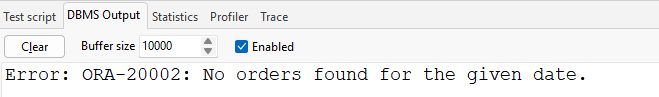 Test script DBMS Output Statistics Profiler Trace
Clear Buffer size 10000 Enabled
Error: ORA-20002: No orders found for the given date.